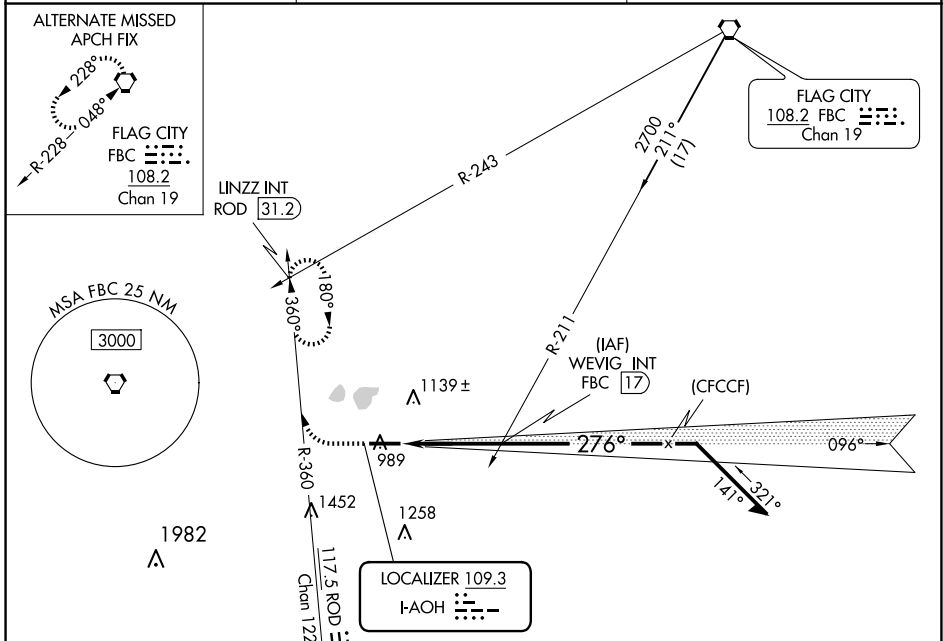 ALTERNATE MISSED
APCH FIX
228°
048°
R-228
FLAG CITY
FBC
108.2
Chan 19
FLAG CITY
108.2 FBC
Chan 19
2700
211°
(17)
R-243
LINZZ INT
ROD 31.2
180°
360°
MSA FBC 25 NM
3000
R-211
(IAF)
WEVIG INT
FBC 17
(CFCCF)
1139 ±
276°
096°
989
141°
321°
R-360
1452
1258
1982
117.5 ROD
Chan 122
LOCALIZER 109.3
I-AOH